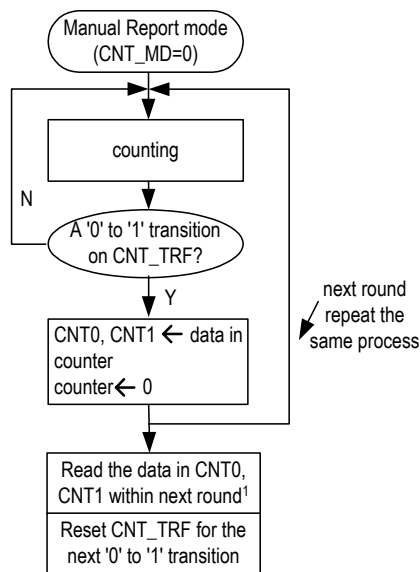 Manual Report mode
(CNT_MD=0)
counting
N
A '0' to '1' transition
on CNT_TRF?
Y
CNT0, CNT1 ← data in
counter
counter← 0
next round
repeat the
same process
Read the data in CNT0,
CNT1 within next round¹
Reset CNT_TRF for the
next '0' to '1' transition